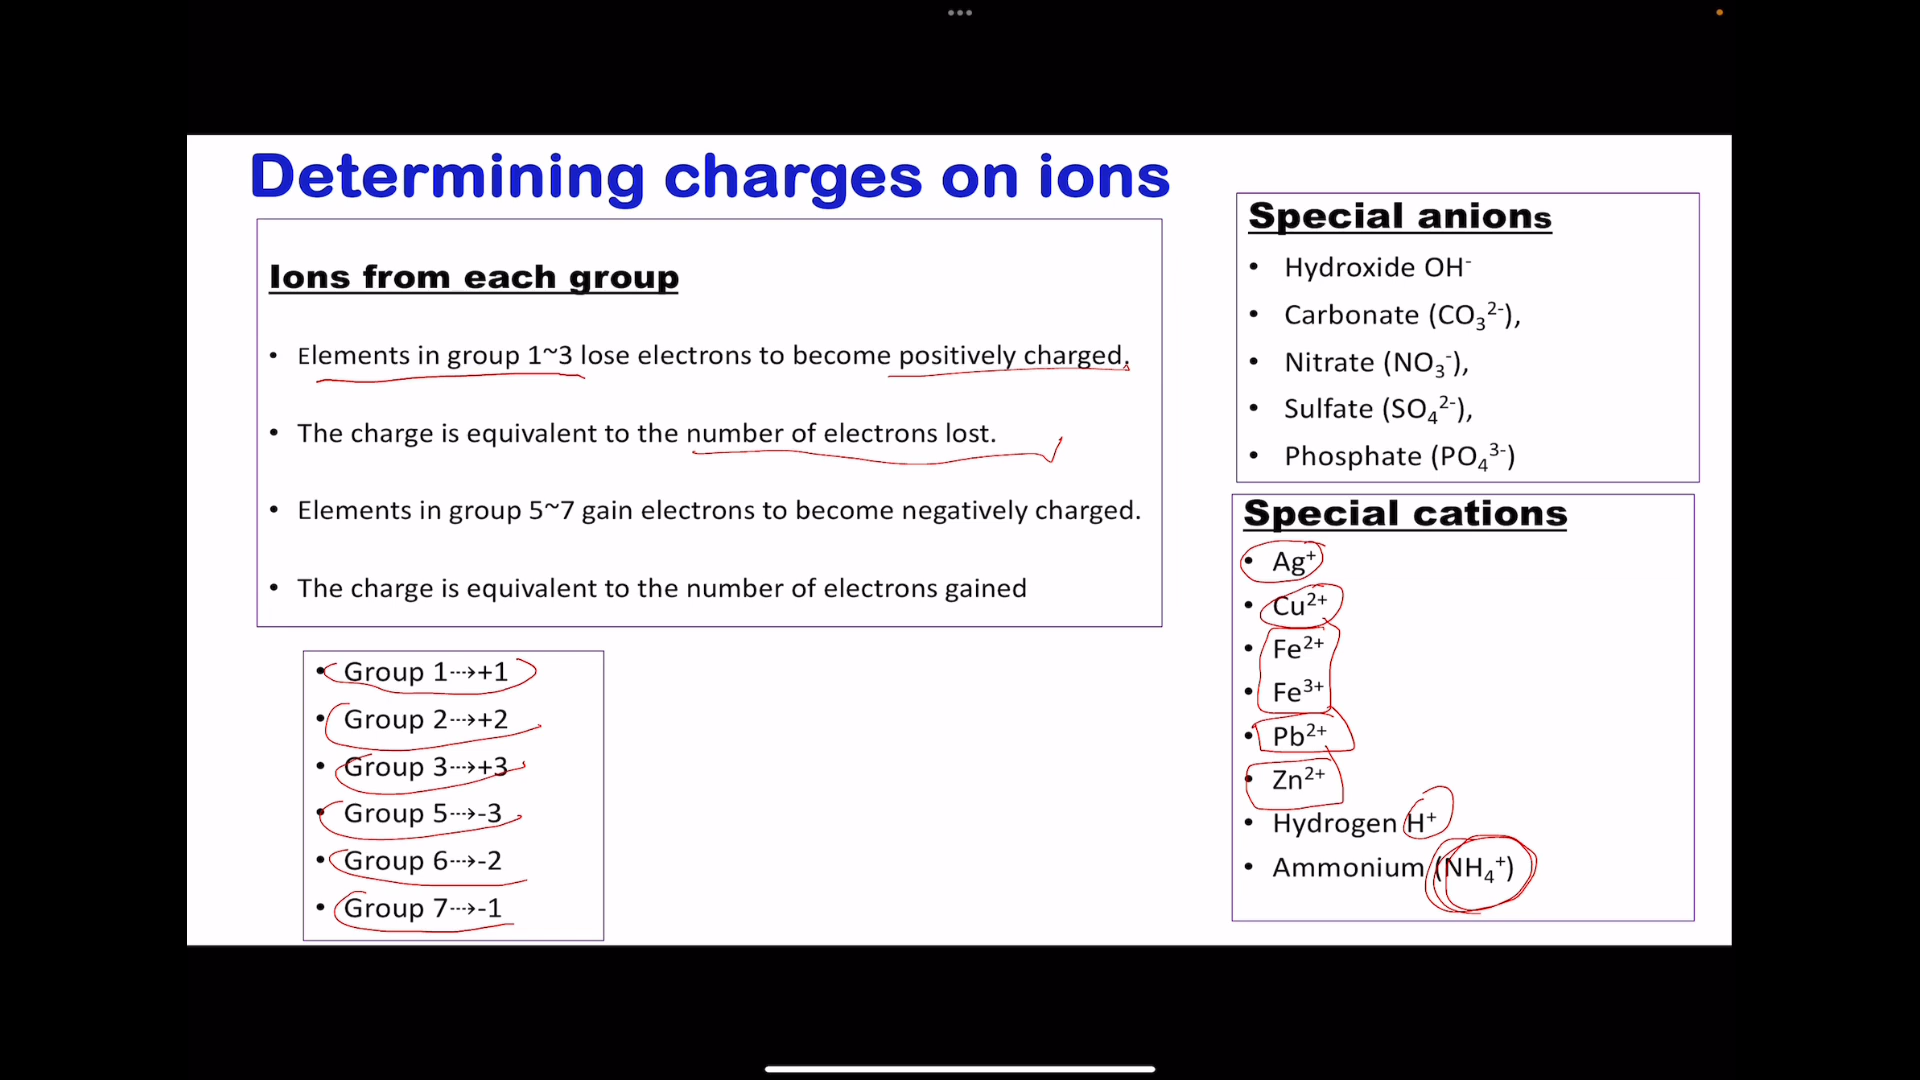 Determining charges on ions
Ions from each group
• Elements in group 1~3 lose electrons to become positively charged.
• The charge is equivalent to the number of electrons lost.
• Elements in group 5~7 gain electrons to become negatively charged.
• The charge is equivalent to the number of electrons gained
• Group 1⇢+1
• Group 2⇢+2
• Group 3⇢+3
• Group 5⇢-3
• Group 6⇢-2
• Group 7⇢-1
Special anions
• Hydroxide OH⁻
• Carbonate (CO₃²⁻),
• Nitrate (NO₃⁻),
• Sulfate (SO₄²⁻),
• Phosphate (PO₄³⁻)
Special cations
• Ag⁺
• Cu²⁺
• Fe²⁺
• Fe³⁺
• Pb²⁺
• Zn²⁺
• Hydrogen H⁺
• Ammonium (NH₄⁺)